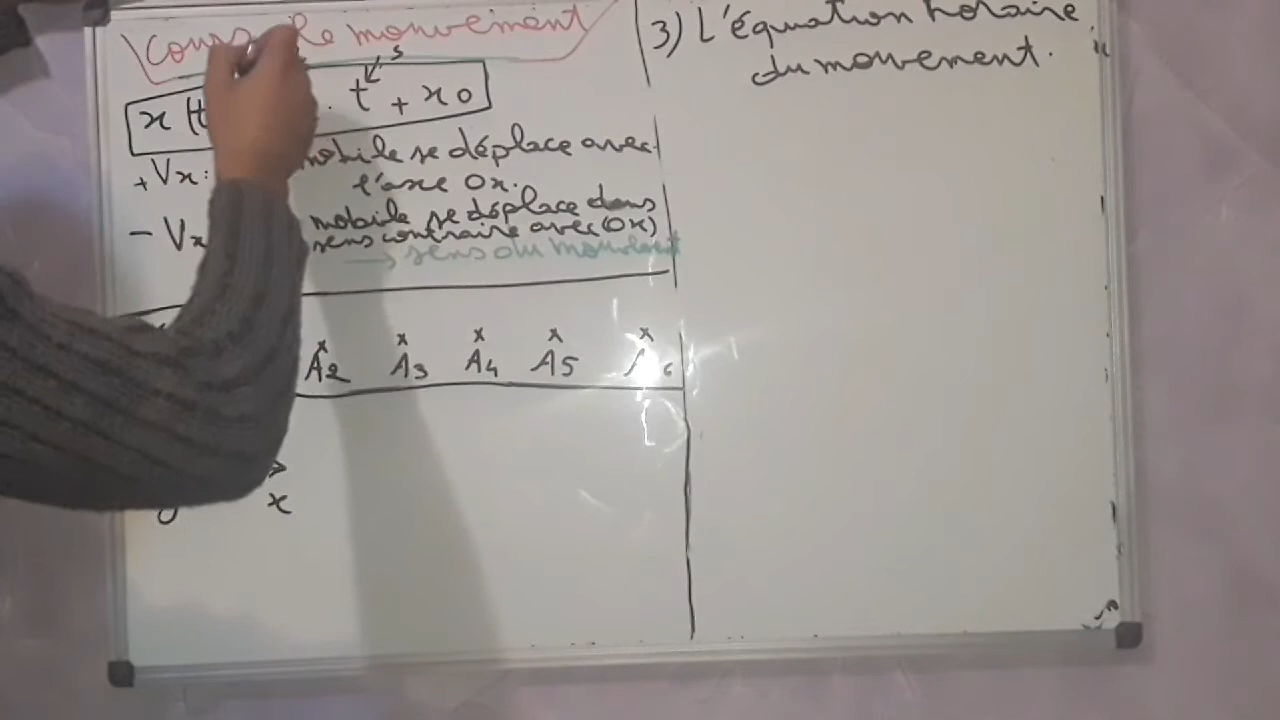 Cours le mouvement
s
x(t . t + x0
+Vx: mobile se déplace avec
l'axe Ox.
- Vx mobile se déplace dans
sens contraire avec (Ox)
→ sens du mouvement
A2 A3 A4 A5 A6
x
3) L'équation horaire
du mouvement.